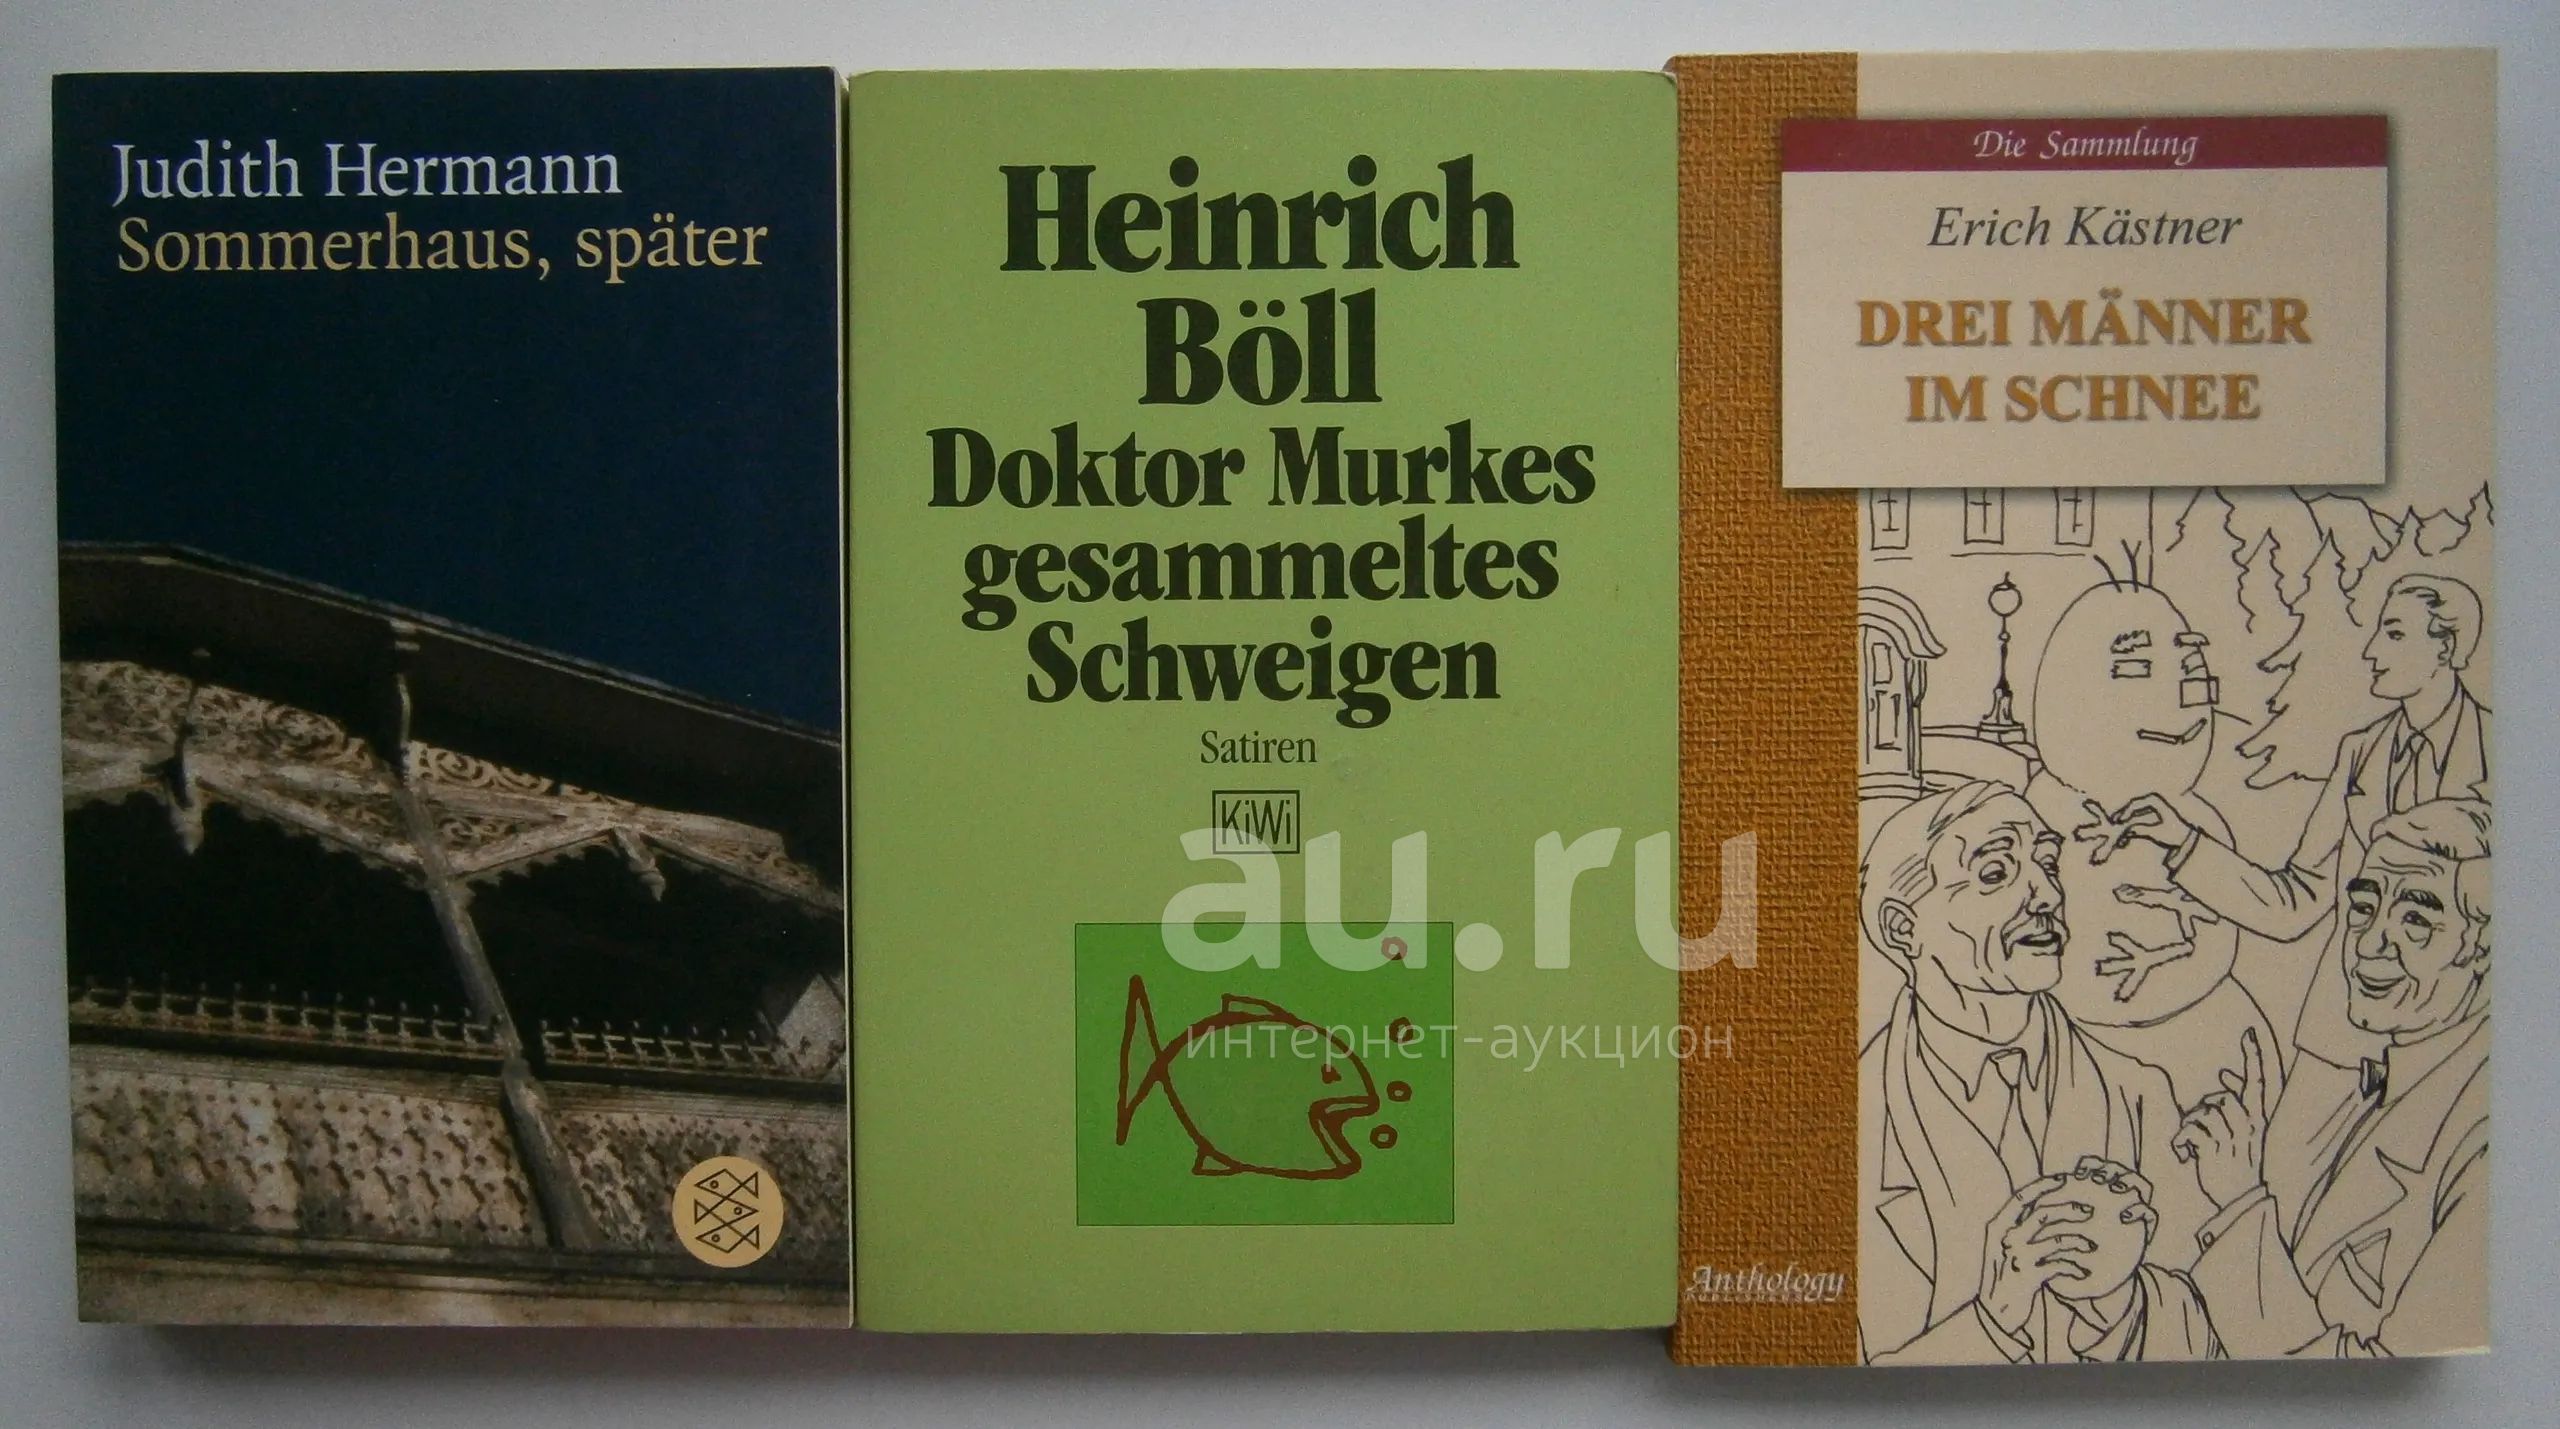 Judith Hermann
Sommerhaus, später
Heinrich
Böll
Doktor Murkes
gesammeltes
Schweigen
Satiren
KiWi
Die Sammlung
Erich Kästner
DREI MÄNNER
IM SCHNEE
Anthology
au.ru
интернет-аукцион